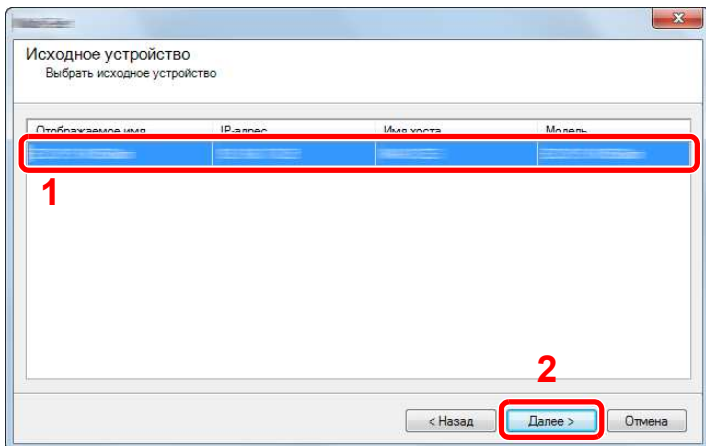 Исходное устройство
Выбрать исходное устройство
Отображаемое имя IP-адрес Имя хоста Модель
1
2
< Назад Далее > Отмена